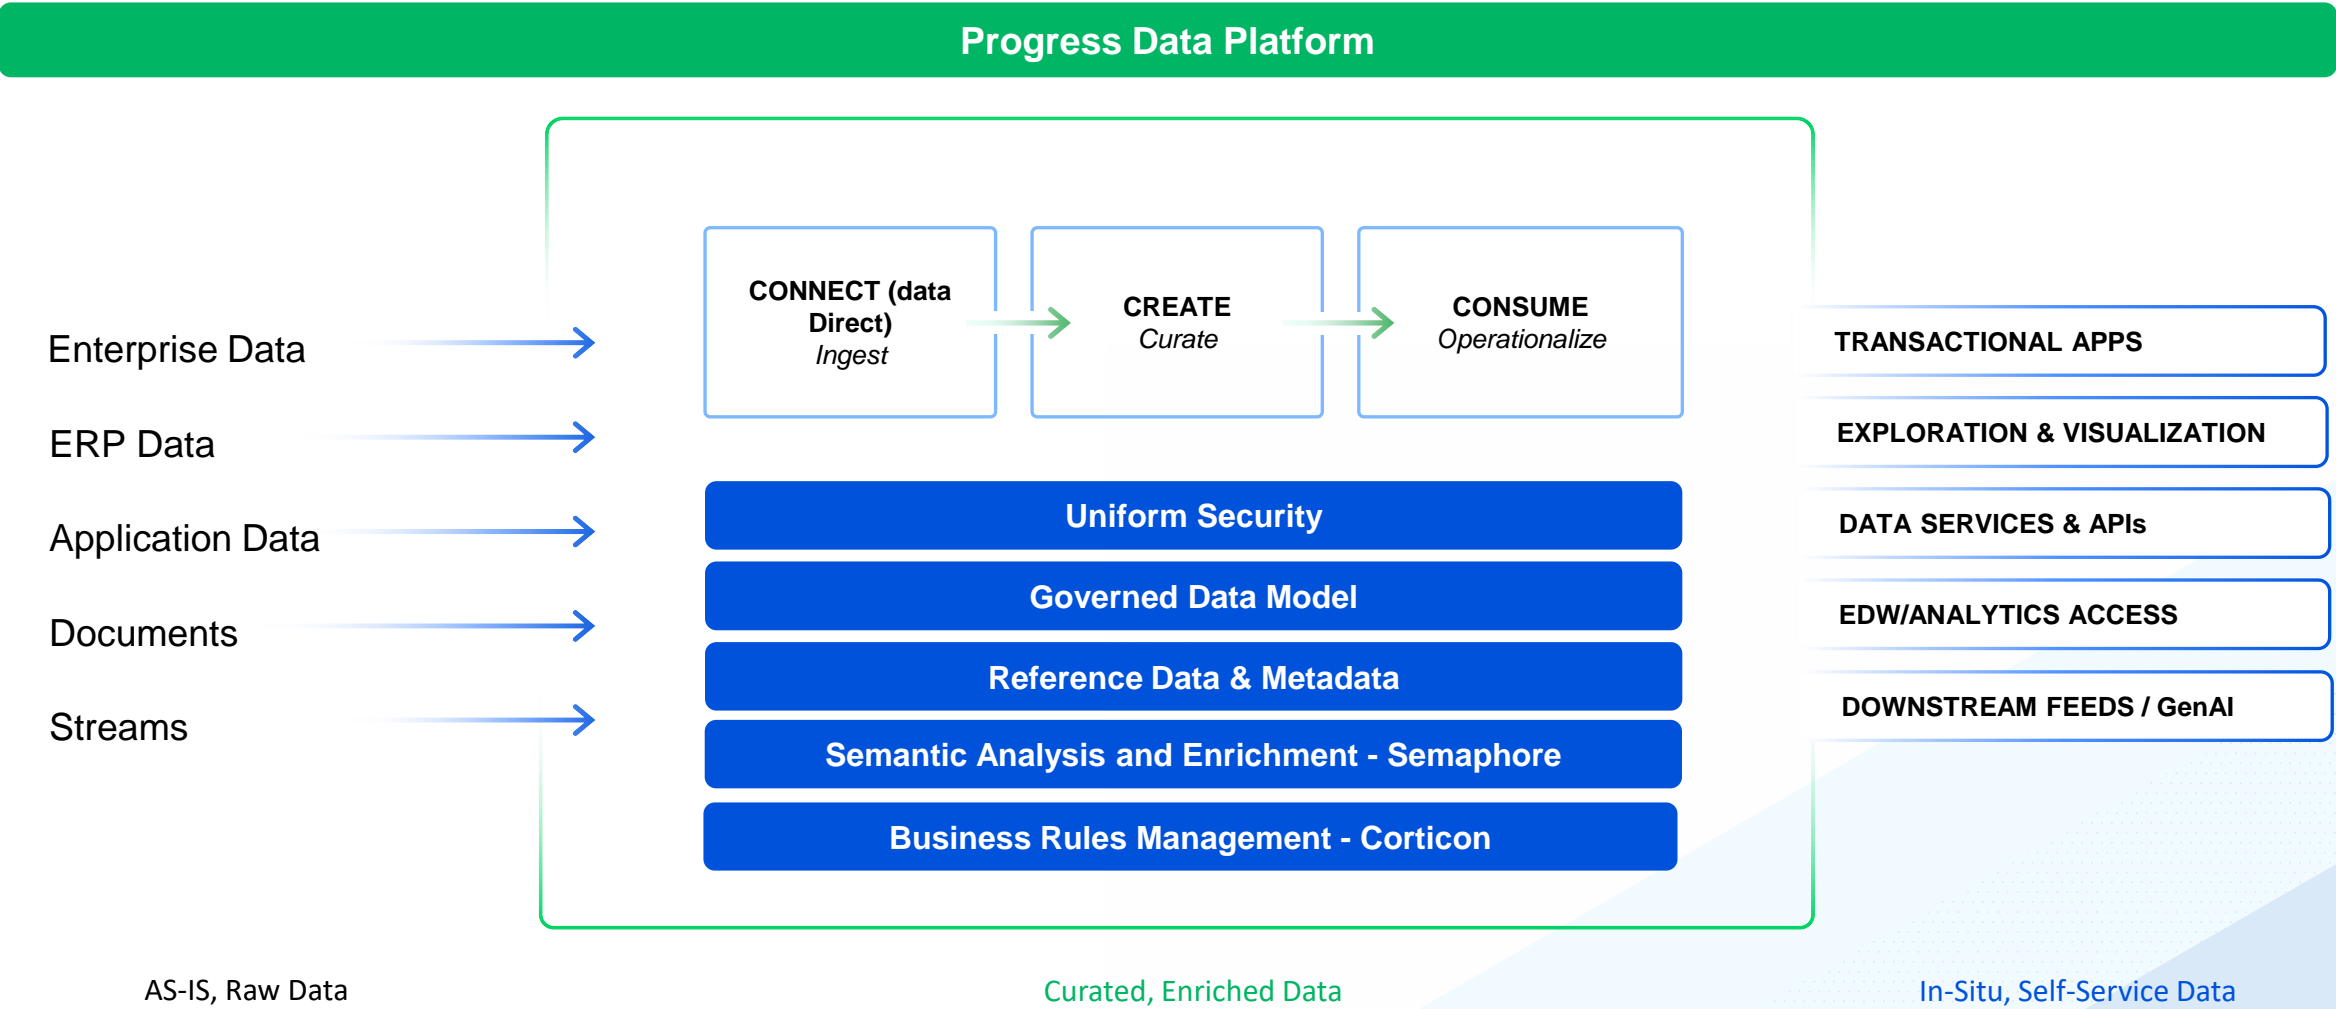 Progress Data Platform
Enterprise Data
ERP Data
Application Data
Documents
Streams
CONNECT (data
Direct)
Ingest
CREATE
Curate
CONSUME
Operationalize
Uniform Security
Governed Data Model
Reference Data & Metadata
Semantic Analysis and Enrichment - Semaphore
Business Rules Management - Corticon
TRANSACTIONAL APPS
EXPLORATION & VISUALIZATION
DATA SERVICES & APIs
EDW/ANALYTICS ACCESS
DOWNSTREAM FEEDS / GenAI
AS-IS, Raw Data
Curated, Enriched Data
In-Situ, Self-Service Data